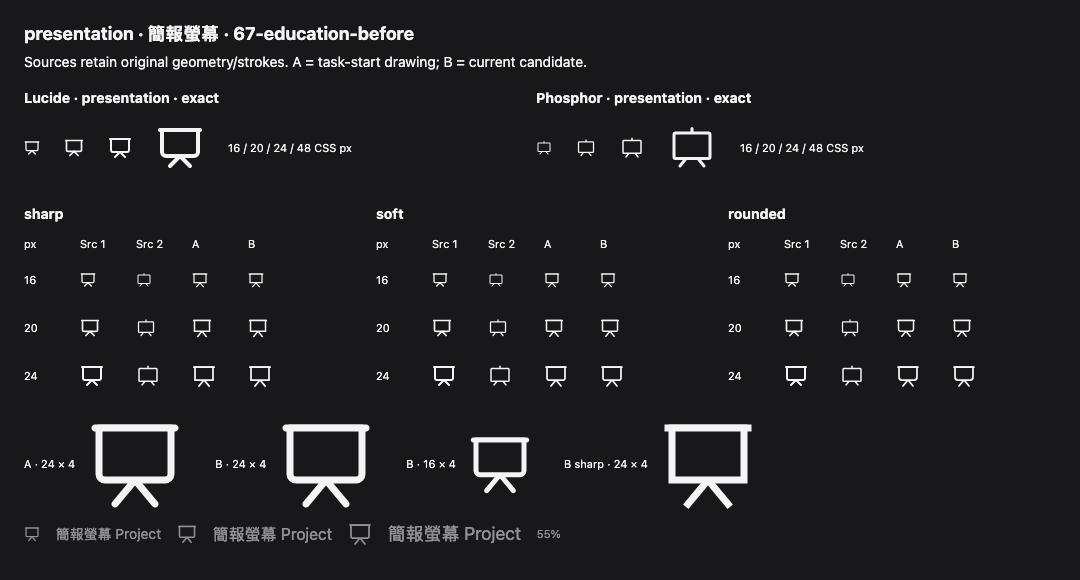 presentation · 簡報螢幕 · 67-education-before
Sources retain original geometry/strokes. A = task-start drawing; B = current candidate.
Lucide · presentation · exact
Phosphor · presentation · exact
16 / 20 / 24 / 48 CSS px
16 / 20 / 24 / 48 CSS px
sharp
soft
rounded
px Src 1 Src 2 A B
px Src 1 Src 2 A B
px Src 1 Src 2 A B
16
16
16
20
20
20
24
24
24
A · 24 × 4
B · 24 × 4
B · 16 × 4
B sharp · 24 × 4
簡報螢幕 Project
簡報螢幕 Project
簡報螢幕 Project
55%